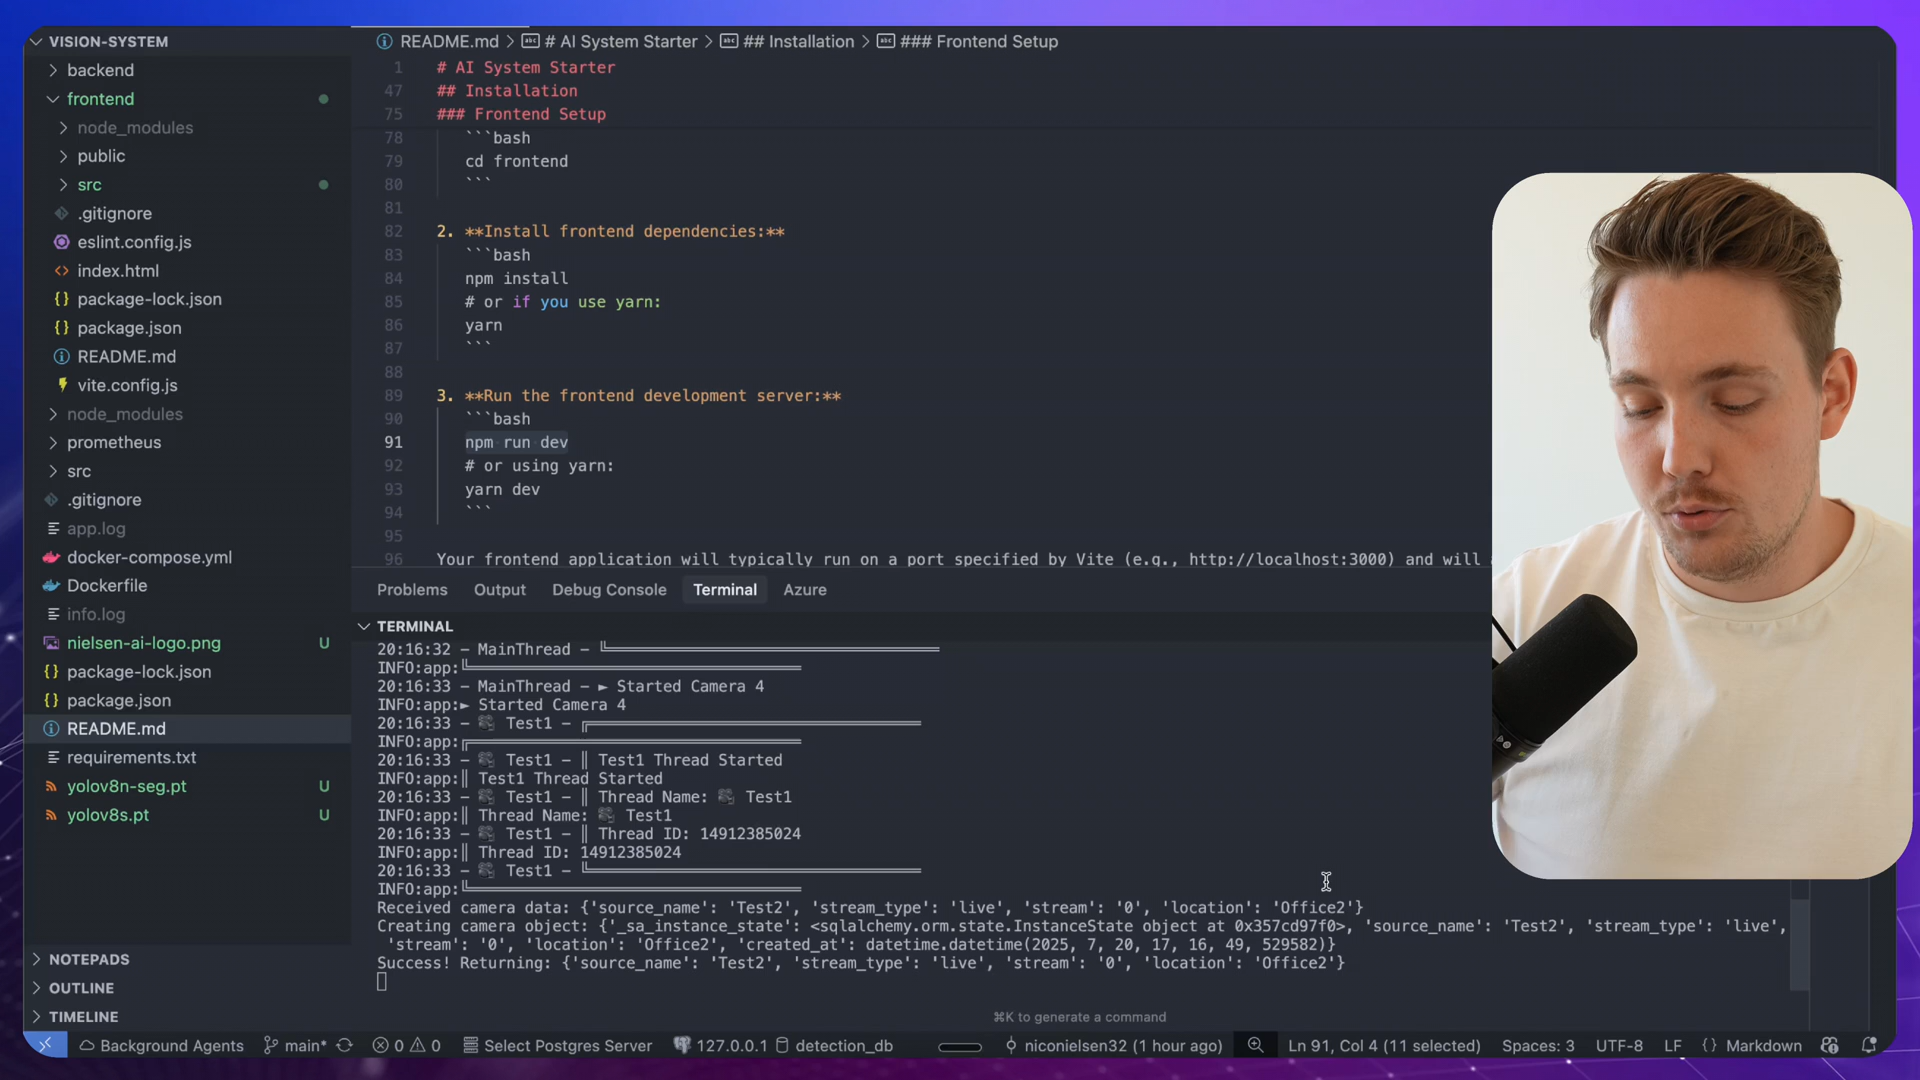 VISION-SYSTEM
backend
frontend
node_modules
public
src
.gitignore
eslint.config.js
index.html
package-lock.json
package.json
README.md
vite.config.js
node_modules
prometheus
src
.gitignore
app.log
docker-compose.yml
Dockerfile
info.log
nielsen-ai-logo.png U
package-lock.json
package.json
README.md
requirements.txt
yolov8n-seg.pt U
yolov8s.pt U
NOTEPADS
OUTLINE
TIMELINE
README.md > # AI System Starter > ## Installation > ### Frontend Setup
1 # AI System Starter
47 ## Installation
75 ### Frontend Setup
78 ```bash
79 cd frontend
80 ```
81
82 2. **Install frontend dependencies:**
83 ```bash
84 npm install
85 # or if you use yarn:
86 yarn
87 ```
88
89 3. **Run the frontend development server:**
90 ```bash
91 npm run dev
92 # or using yarn:
93 yarn dev
94 ```
95
96 Your frontend application will typically run on a port specified by Vite (e.g., http://localhost:3000) and will
Problems Output Debug Console Terminal Azure
TERMINAL
20:16:32 – MainThread – ╚════════════════════════════════════
INFO:app:╚════════════════════════════════════
20:16:33 – MainThread – ► Started Camera 4
INFO:app:► Started Camera 4
20:16:33 – Test1 – ╔════════════════════════════════════
INFO:app:╔════════════════════════════════════
20:16:33 – Test1 – ║ Test1 Thread Started
INFO:app:║ Test1 Thread Started
20:16:33 – Test1 – ║ Thread Name: Test1
INFO:app:║ Thread Name: Test1
20:16:33 – Test1 – ║ Thread ID: 14912385024
INFO:app:║ Thread ID: 14912385024
20:16:33 – Test1 – ╚════════════════════════════════════
INFO:app:╚════════════════════════════════════
Received camera data: {'source_name': 'Test2', 'stream_type': 'live', 'stream': '0', 'location': 'Office2'}
Creating camera object: {'_sa_instance_state': <sqlalchemy.orm.state.InstanceState object at 0x357cd97f0>, 'source_name': 'Test2', 'stream_type': 'live',
'stream': '0', 'location': 'Office2', 'created_at': datetime.datetime(2025, 7, 20, 17, 16, 49, 529582)}
Success! Returning: {'source_name': 'Test2', 'stream_type': 'live', 'stream': '0', 'location': 'Office2'}
⌘K to generate a command
Background Agents main* 0 0 Select Postgres Server 127.0.0.1 detection_db niconielsen32 (1 hour ago) Ln 91, Col 4 (11 selected) Spaces: 3 UTF-8 LF {} Markdown